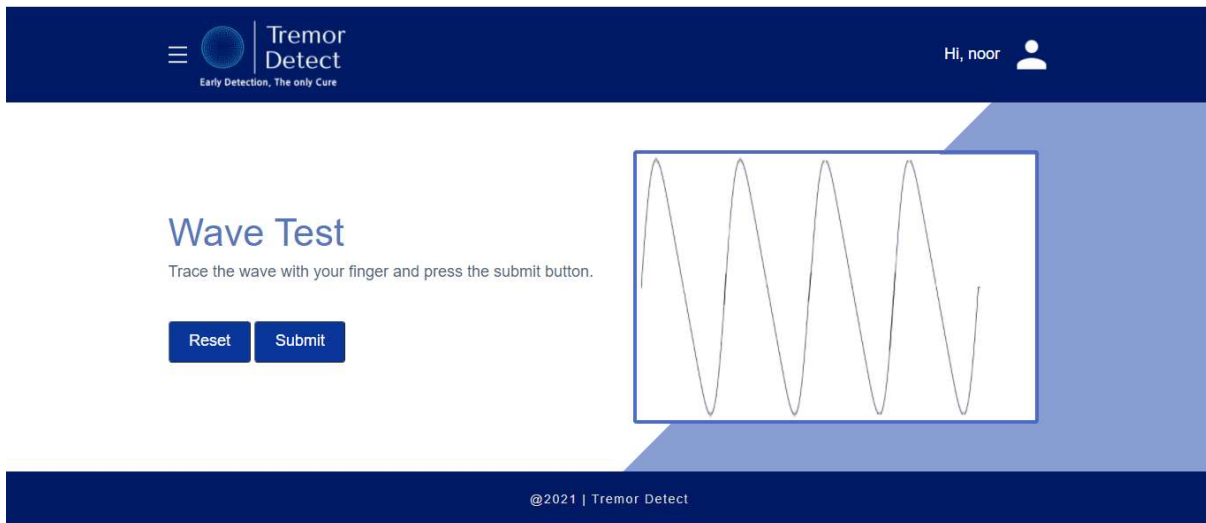 Tremor
Detect
Early Detection, The only Cure
Hi, noor
Wave Test
Trace the wave with your finger and press the submit button.
Reset Submit
@2021 | Tremor Detect